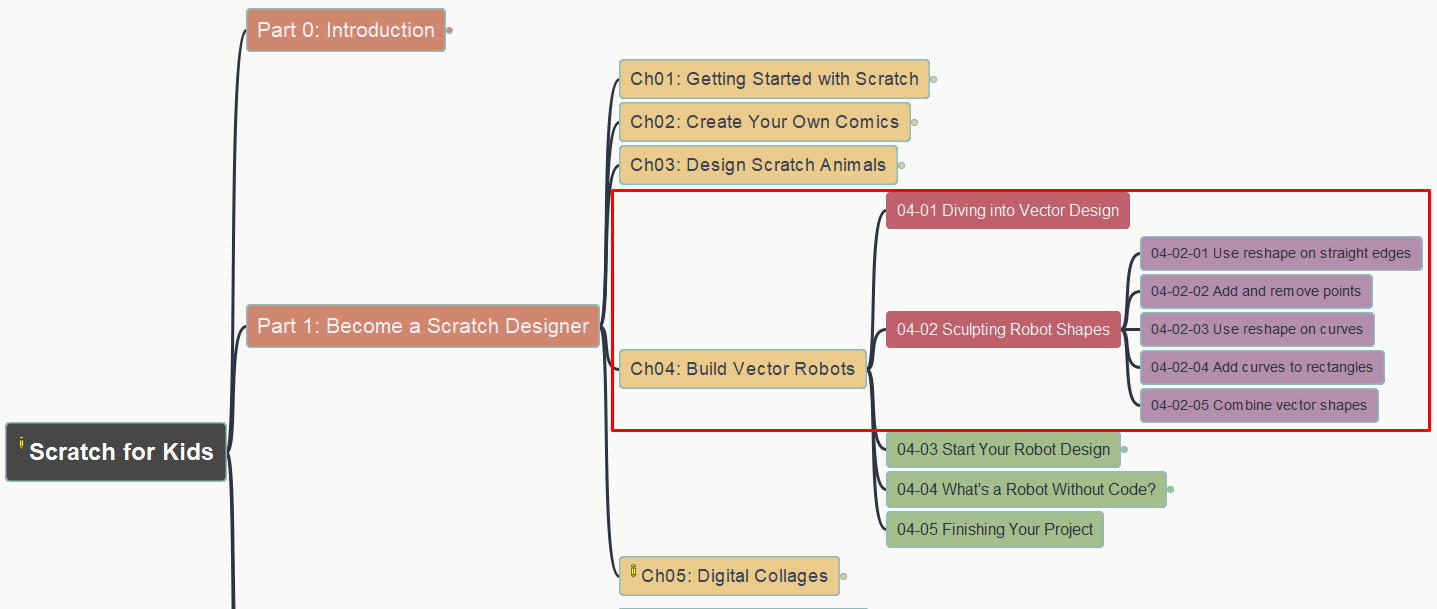 Part 0: Introduction
Ch01: Getting Started with Scratch
Ch02: Create Your Own Comics
Ch03: Design Scratch Animals
04-01 Diving into Vector Design
04-02-01 Use reshape on straight edges
04-02-02 Add and remove points
Part 1: Become a Scratch Designer
04-02 Sculpting Robot Shapes
04-02-03 Use reshape on curves
Ch04: Build Vector Robots
04-02-04 Add curves to rectangles
04-02-05 Combine vector shapes
Scratch for Kids
04-03 Start Your Robot Design
04-04 What's a Robot Without Code?
04-05 Finishing Your Project
Ch05: Digital Collages